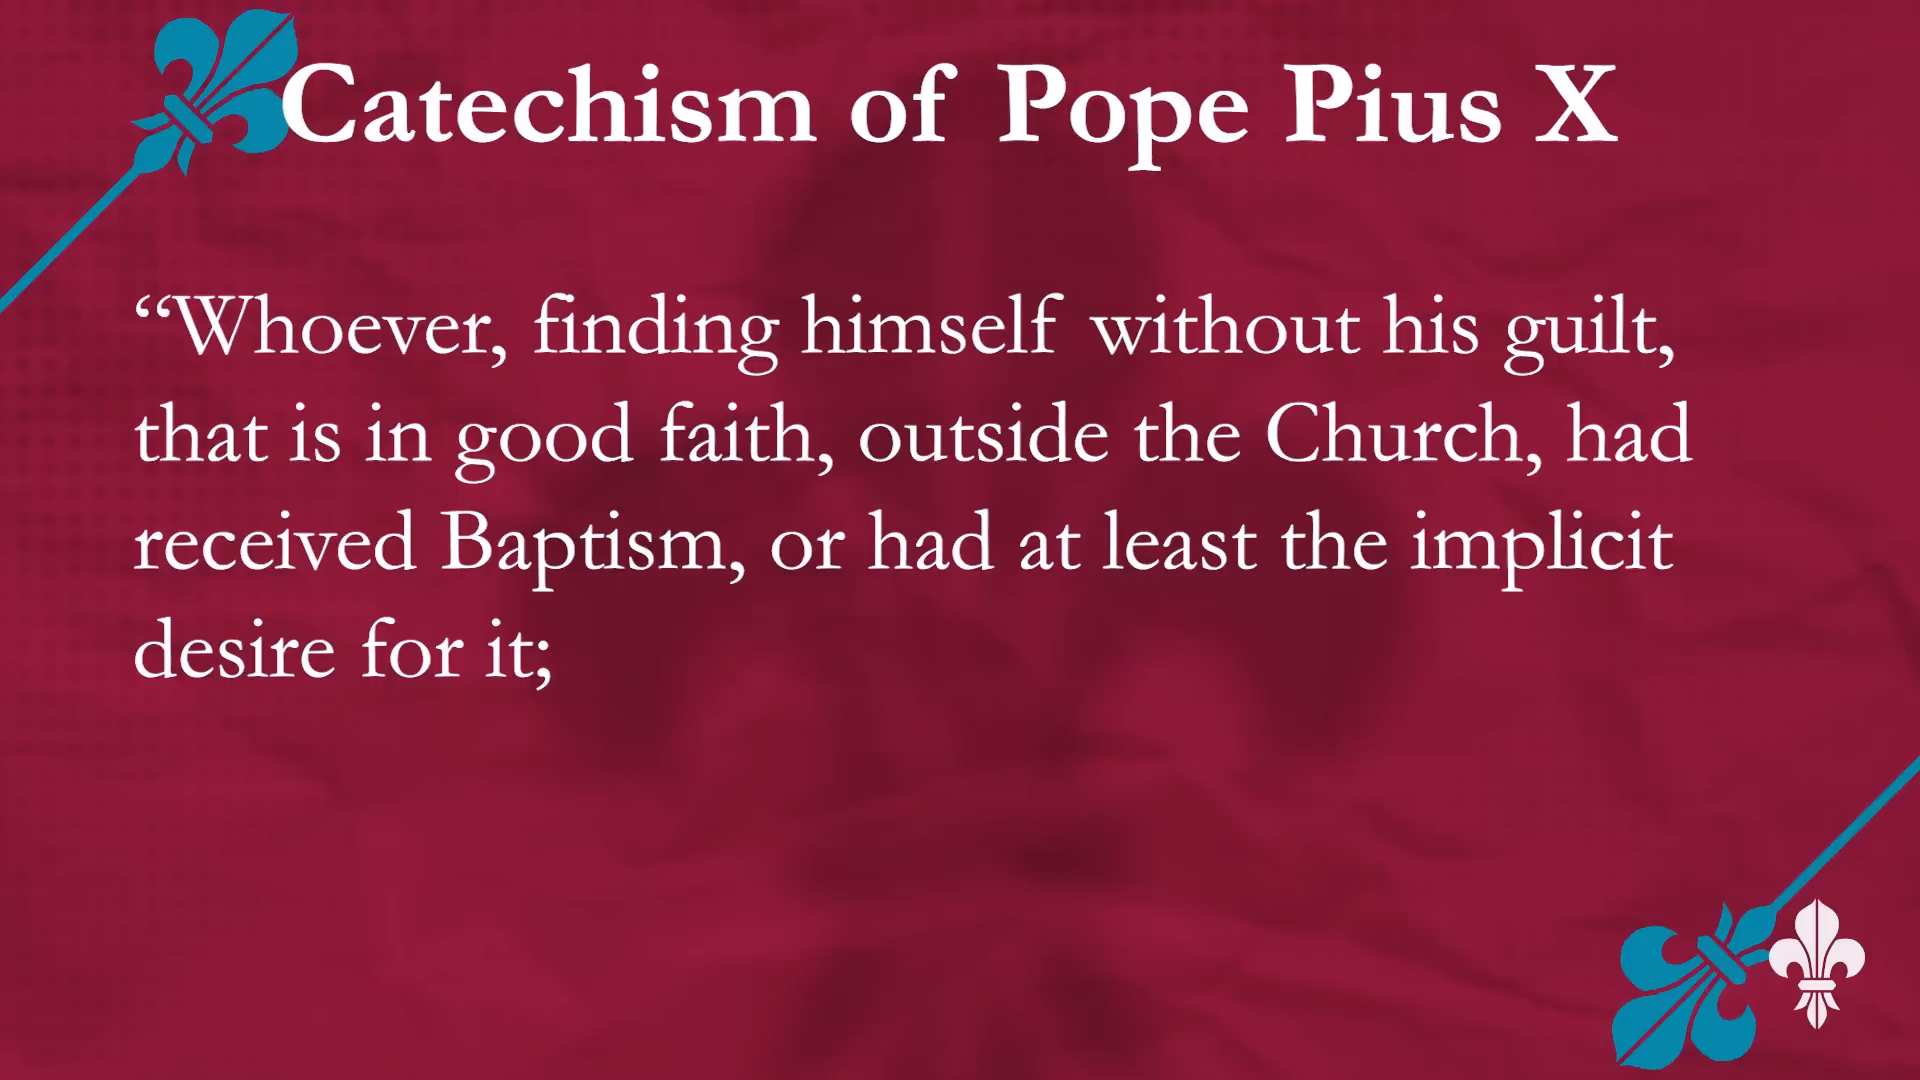 Catechism of Pope Pius X
“Whoever, finding himself without his guilt,
that is in good faith, outside the Church, had
received Baptism, or had at least the implicit
desire for it;